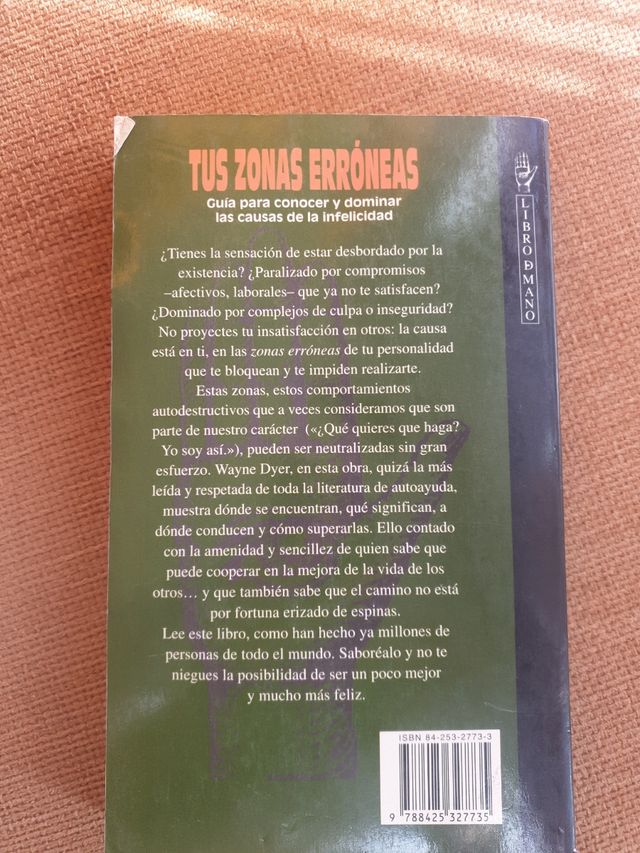 TUS ZONAS ERRÓNEAS
Guía para conocer y dominar
las causas de la infelicidad
¿Tienes la sensación de estar desbordado por la
existencia? ¿Paralizado por compromisos
–afectivos, laborales– que ya no te satisfacen?
¿Dominado por complejos de culpa o inseguridad?
No proyectes tu insatisfacción en otros: la causa
está en ti, en las zonas erróneas de tu personalidad
que te bloquean y te impiden realizarte.
Estas zonas, estos comportamientos
autodestructivos que a veces consideramos que son
parte de nuestro carácter («¿Qué quieres que haga?
Yo soy así.»), pueden ser neutralizadas sin gran
esfuerzo. Wayne Dyer, en esta obra, quizá la más
leída y respetada de toda la literatura de autoayuda,
muestra dónde se encuentran, qué significan, a
dónde conducen y cómo superarlas. Ello contado
con la amenidad y sencillez de quien sabe que
puede cooperar en la mejora de la vida de los
otros… y que también sabe que el camino no está
por fortuna erizado de espinas.
Lee este libro, como han hecho ya millones de
personas de todo el mundo. Saboréalo y no te
niegues la posibilidad de ser un poco mejor
y mucho más feliz.
LIBRO D MANO
ISBN 84-253-2773-3
9 788425 327735